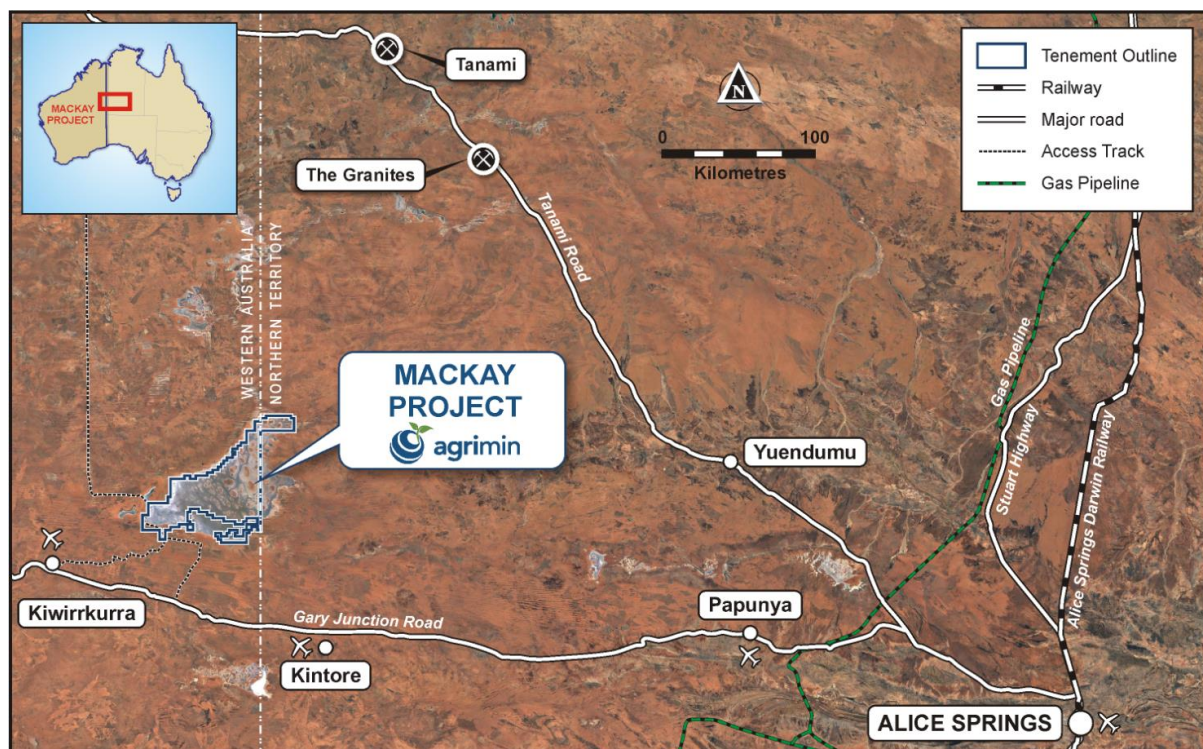 MACKAY
PROJECT
Tanami
The Granites
N
0 100
Kilometres
Tenement Outline
Railway
Major road
Access Track
Gas Pipeline
Tanami Road
WESTERN AUSTRALIA
NORTHERN TERRITORY
MACKAY
PROJECT
agrimin
Gas Pipeline
Stuart Highway
Yuendumu
Alice Springs Darwin Railway
Kiwirrkurra
Gary Junction Road
Kintore
Papunya
ALICE SPRINGS